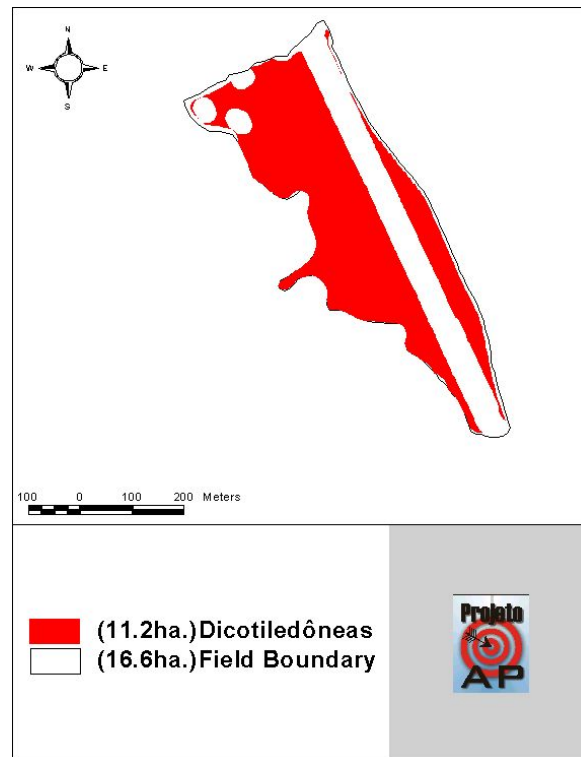 N
W E
S
100 0 100 200 Meters
(11.2ha.)Dicotiledôneas
(16.6ha.)Field Boundary
Projeto
AP